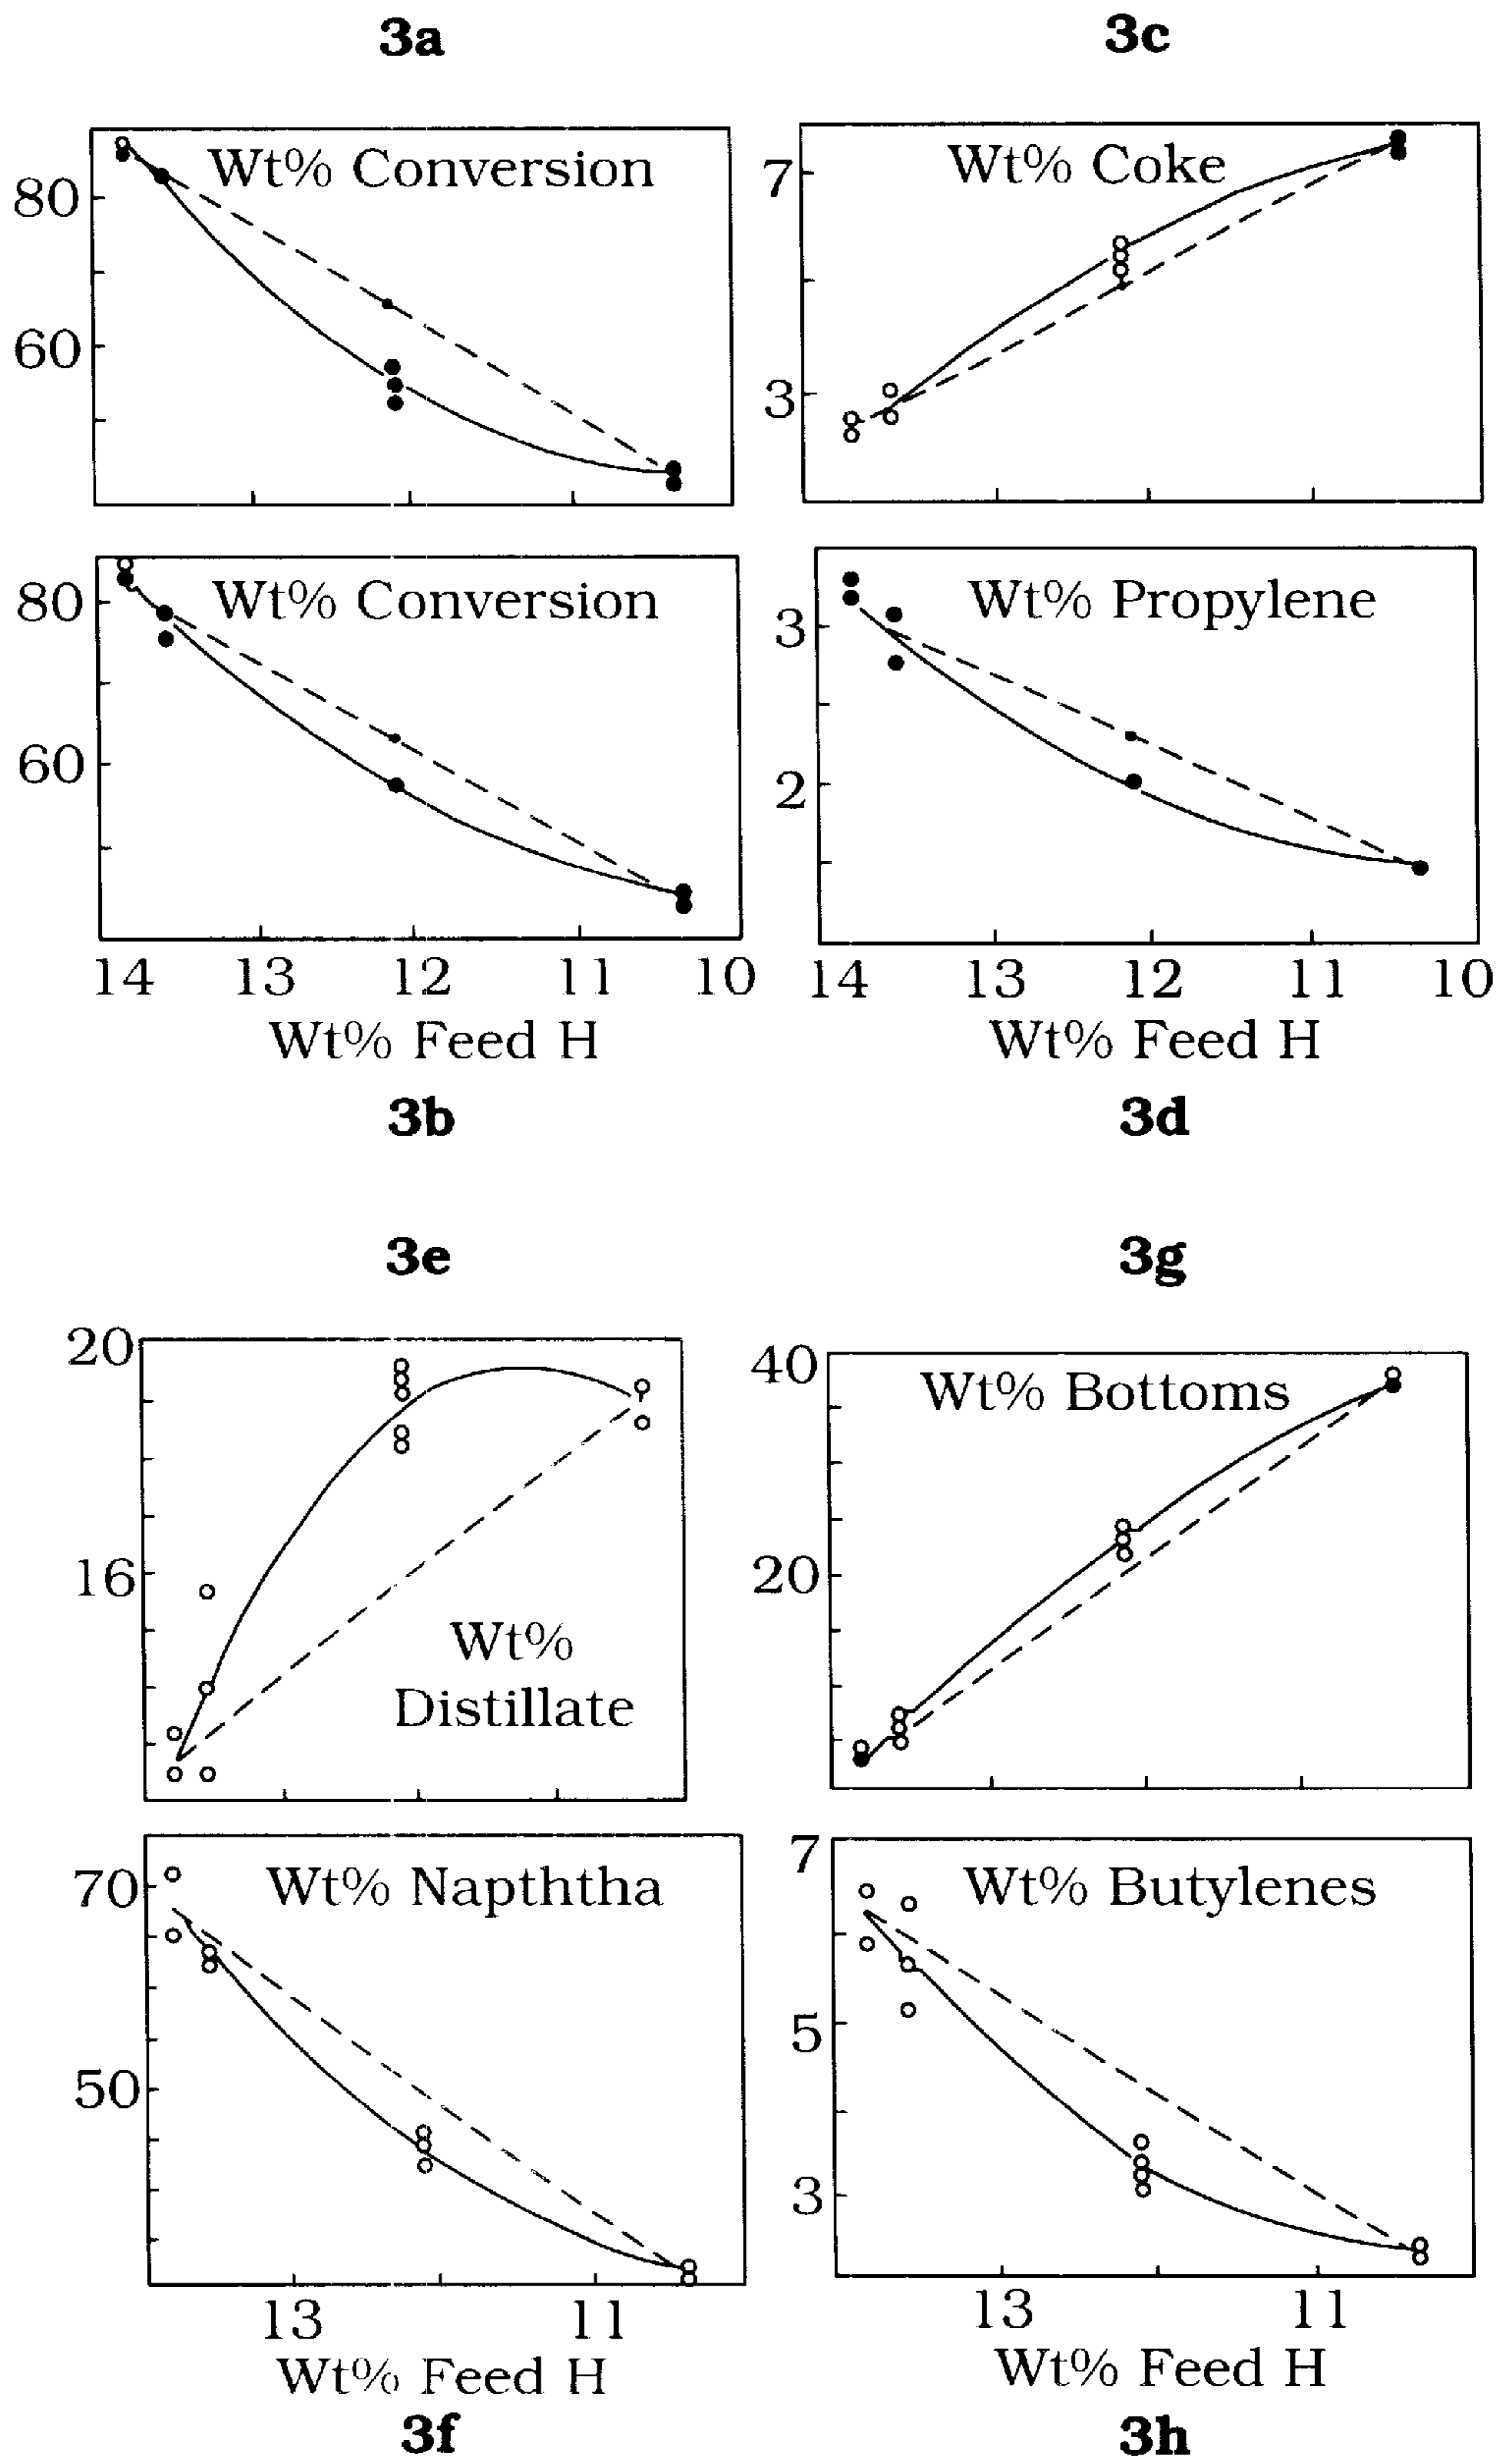 3a
3c
Wt% Conversion
80
60
Wt% Coke
7
3
Wt% Conversion
80
60
14 13 12 11 10
Wt% Feed H
3b
Wt% Propylene
3
2
14 13 12 11 10
Wt% Feed H
3d
3e
3g
20
16
Wt%
Distillate
40
Wt% Bottoms
20
70
Wt% Napththa
50
13 11
Wt% Feed H
3f
7
Wt% Butylenes
5
3
13 11
Wt% Feed H
3h